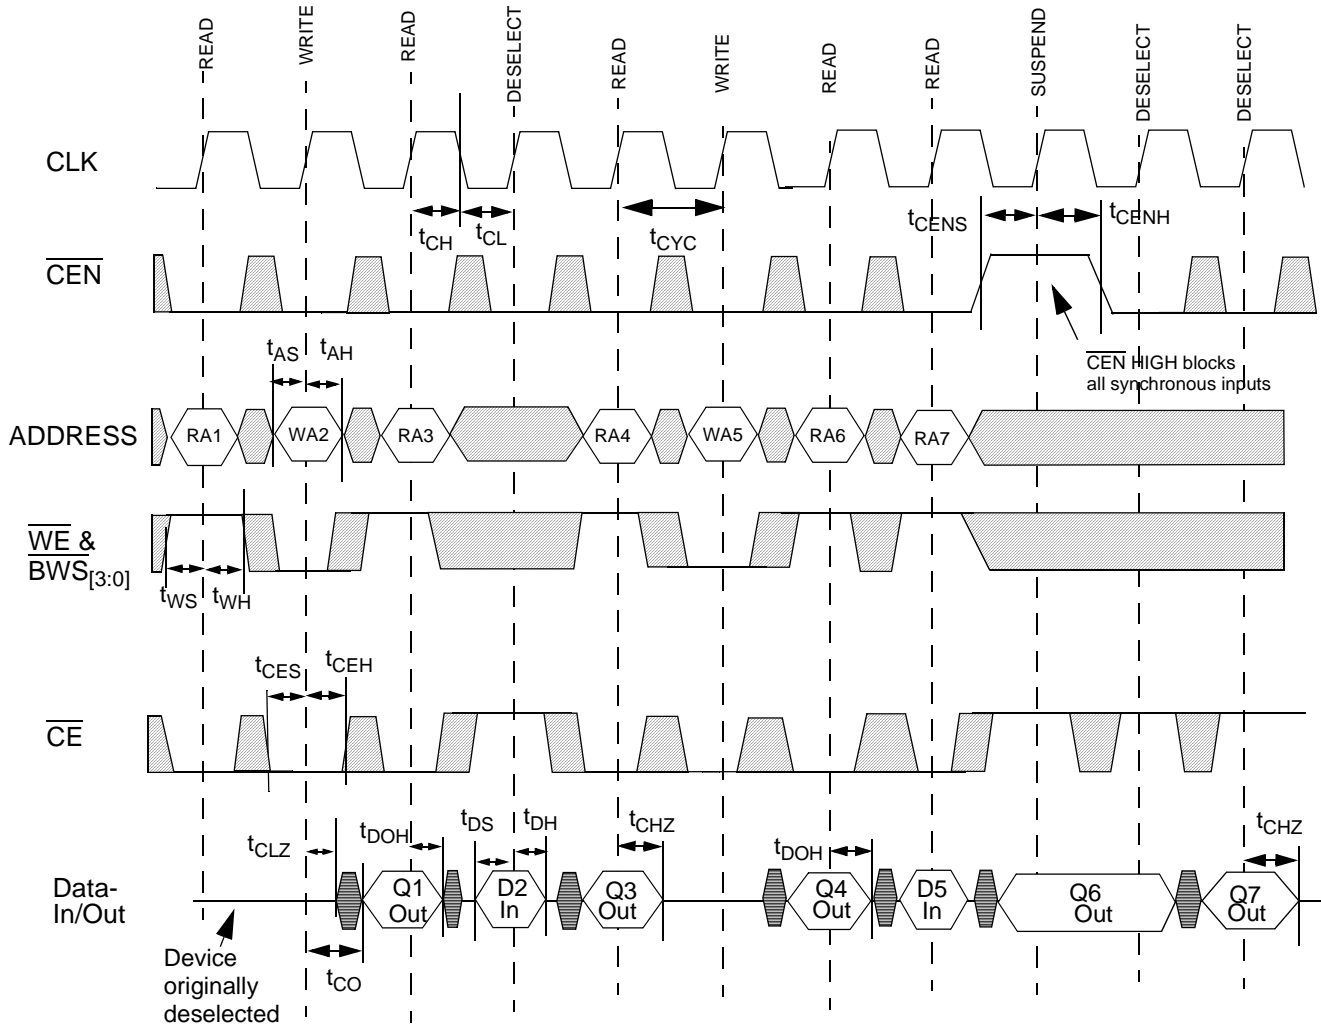 READ
WRITE
READ
DESELECT
READ
WRITE
READ
READ
SUSPEND
DESELECT
DESELECT
CLK
tCH
tCL
tCYC
tCENS
tCENH
CEN
CEN HIGH blocks
all synchronous inputs
tAS
tAH
ADDRESS
RA1
WA2
RA3
RA4
WA5
RA6
RA7
WE &
BWS[3:0]
tWS
tWH
tCES
tCEH
CE
tCLZ
tDOH
tDS
tDH
tCHZ
tDOH
tCHZ
Data-
In/Out
Q1
Out
D2
In
Q3
Out
Q4
Out
D5
In
Q6
Out
Q7
Out
tCO
Device
originally
deselected